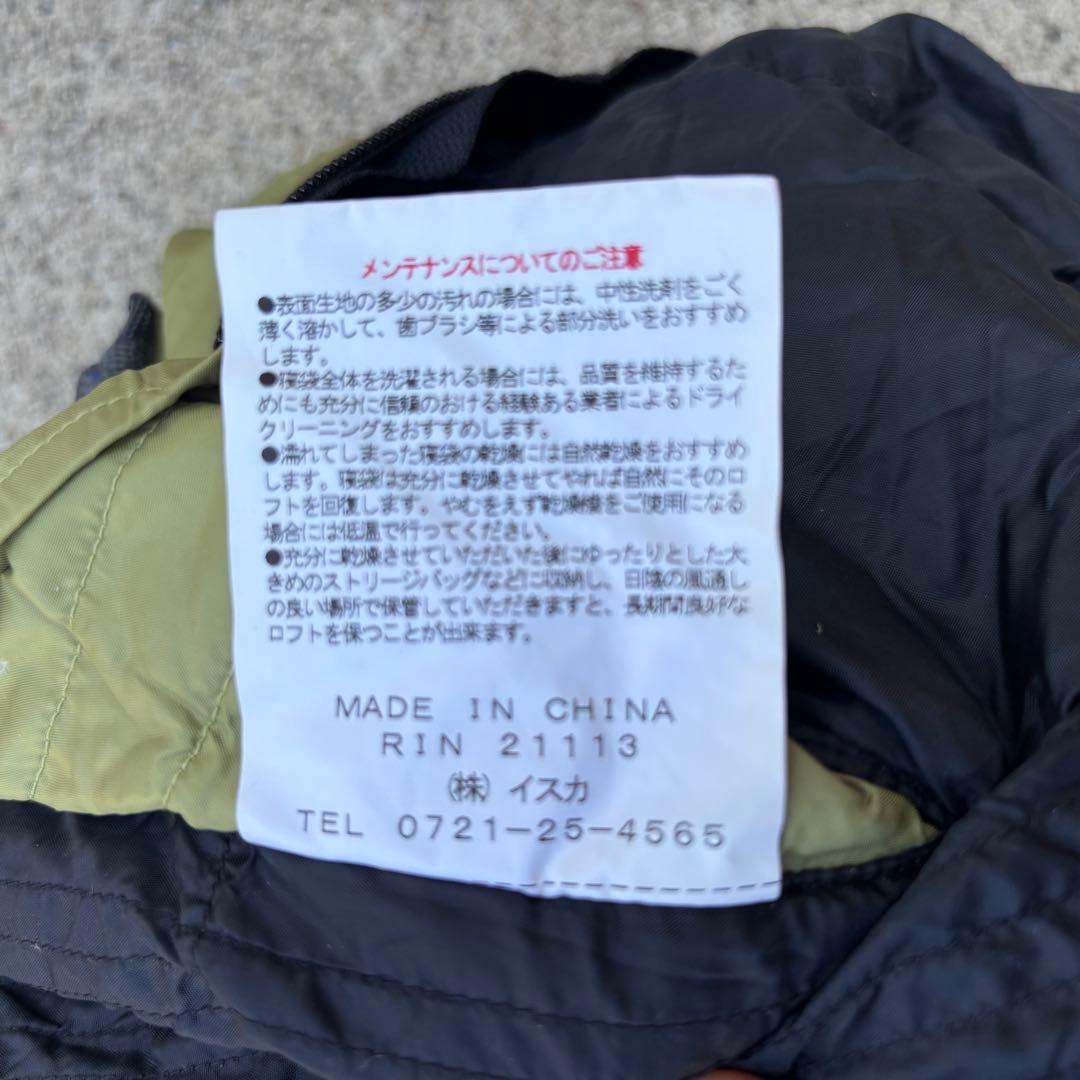 メンテナンスについてのご注意
●表面生地の多少の汚れの場合には、中性洗剤をごく
薄く溶かして、歯ブラシ等による部分洗いをおすすめ
します。
●寝袋全体を洗濯される場合には、品質を維持するた
めにも充分に信頼のおける経験ある業者によるドライ
クリーニングをおすすめします。
●濡れてしまった寝袋の乾燥には自然乾燥をおすすめ
します。寝袋は充分に乾燥させてやれば自然にそのロ
フトを回復します。やむをえず乾燥機をご使用になる
場合には低温で行ってください。
●充分に乾燥させていただいた後にゆったりとした大
きめのストリージバッグなどに収納し、日陰の風通し
の良い場所で保管していただきますと、長期間良好な
ロフトを保つことが出来ます。
MADE IN CHINA
RIN 21113
㈱ イスカ
TEL 0721-25-4565